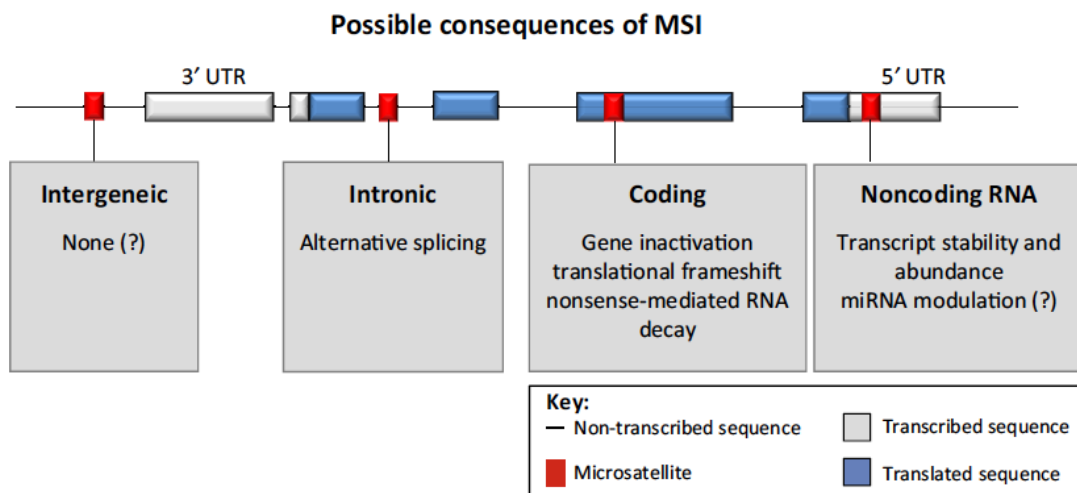 Possible consequences of MSI
3′ UTR
5′ UTR
Intergeneic
None (?)
Intronic
Alternative splicing
Coding
Gene inactivation
translational frameshift
nonsense-mediated RNA
decay
Noncoding RNA
Transcript stability and
abundance
miRNA modulation (?)
Key:
Non-transcribed sequence
Microsatellite
Transcribed sequence
Translated sequence